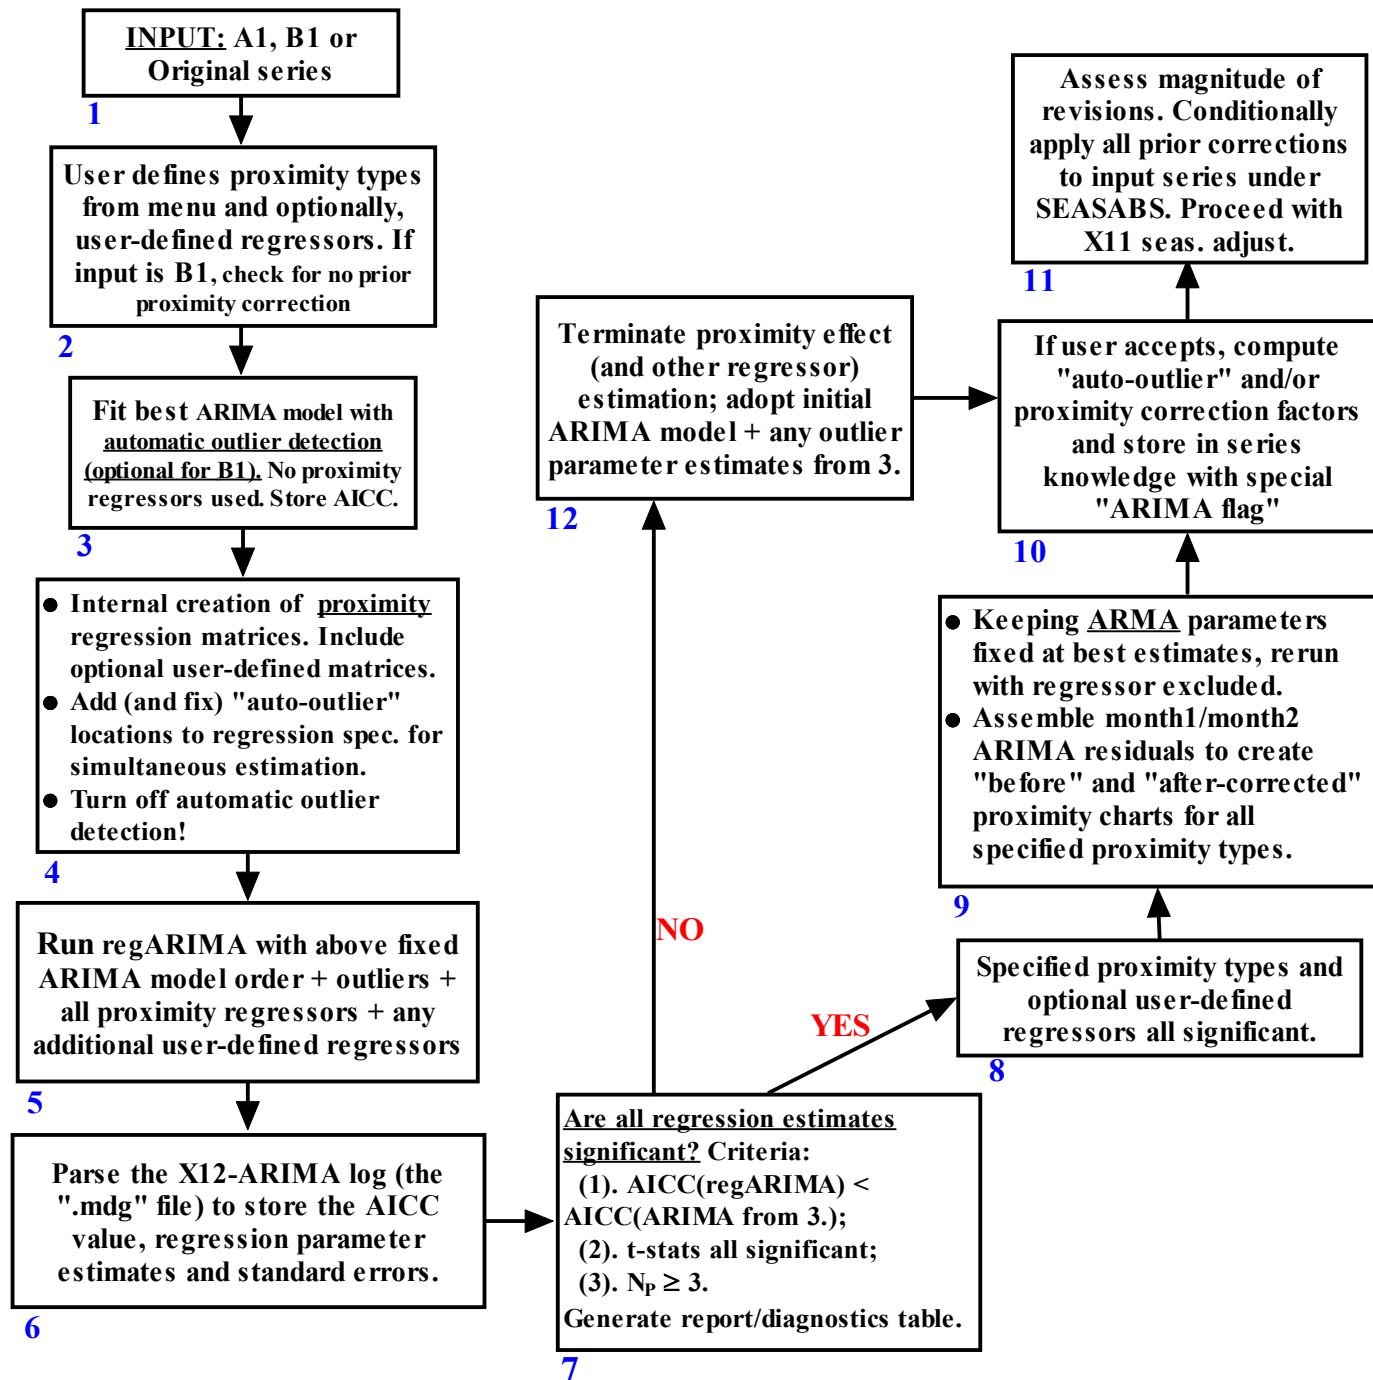 INPUT: A1, B1 or
Original series
1
User defines proximity types
from menu and optionally,
user-defined regressors. If
input is B1, check for no prior
proximity correction
2
Fit best ARIMA model with
automatic outlier detection
(optional for B1). No proximity
regressors used. Store AICC.
3
● Internal creation of proximity
regression matrices. Include
optional user-defined matrices.
● Add (and fix) "auto-outlier"
locations to regression spec. for
simultaneous estimation.
● Turn off automatic outlier
detection!
4
Run regARIMA with above fixed
ARIMA model order + outliers +
all proximity regressors + any
additional user-defined regressors
5
Parse the X12-ARIMA log (the
".mdg" file) to store the AICC
value, regression parameter
estimates and standard errors.
6
Are all regression estimates
significant? Criteria:
(1). AICC(regARIMA) <
AICC(ARIMA from 3.);
(2). t-stats all significant;
(3). NP ≥ 3.
Generate report/diagnostics table.
7
YES
Specified proximity types and
optional user-defined
regressors all significant.
8
● Keeping ARMA parameters
fixed at best estimates, rerun
with regressor excluded.
● Assemble month1/month2
ARIMA residuals to create
"before" and "after-corrected"
proximity charts for all
specified proximity types.
9
If user accepts, compute
"auto-outlier" and/or
proximity correction factors
and store in series
knowledge with special
"ARIMA flag"
10
Assess magnitude of
revisions. Conditionally
apply all prior corrections
to input series under
SEASABS. Proceed with
X11 seas. adjust.
11
NO
Terminate proximity effect
(and other regressor)
estimation; adopt initial
ARIMA model + any outlier
parameter estimates from 3.
12